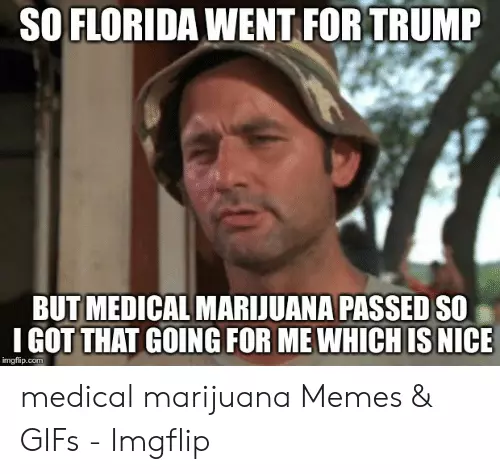 SO FLORIDA WENT FOR TRUMP
BUT MEDICAL MARIJUANA PASSED SO
I GOT THAT GOING FOR ME WHICH IS NICE
imgflip.com
medical marijuana Memes &
GIFs - Imgflip